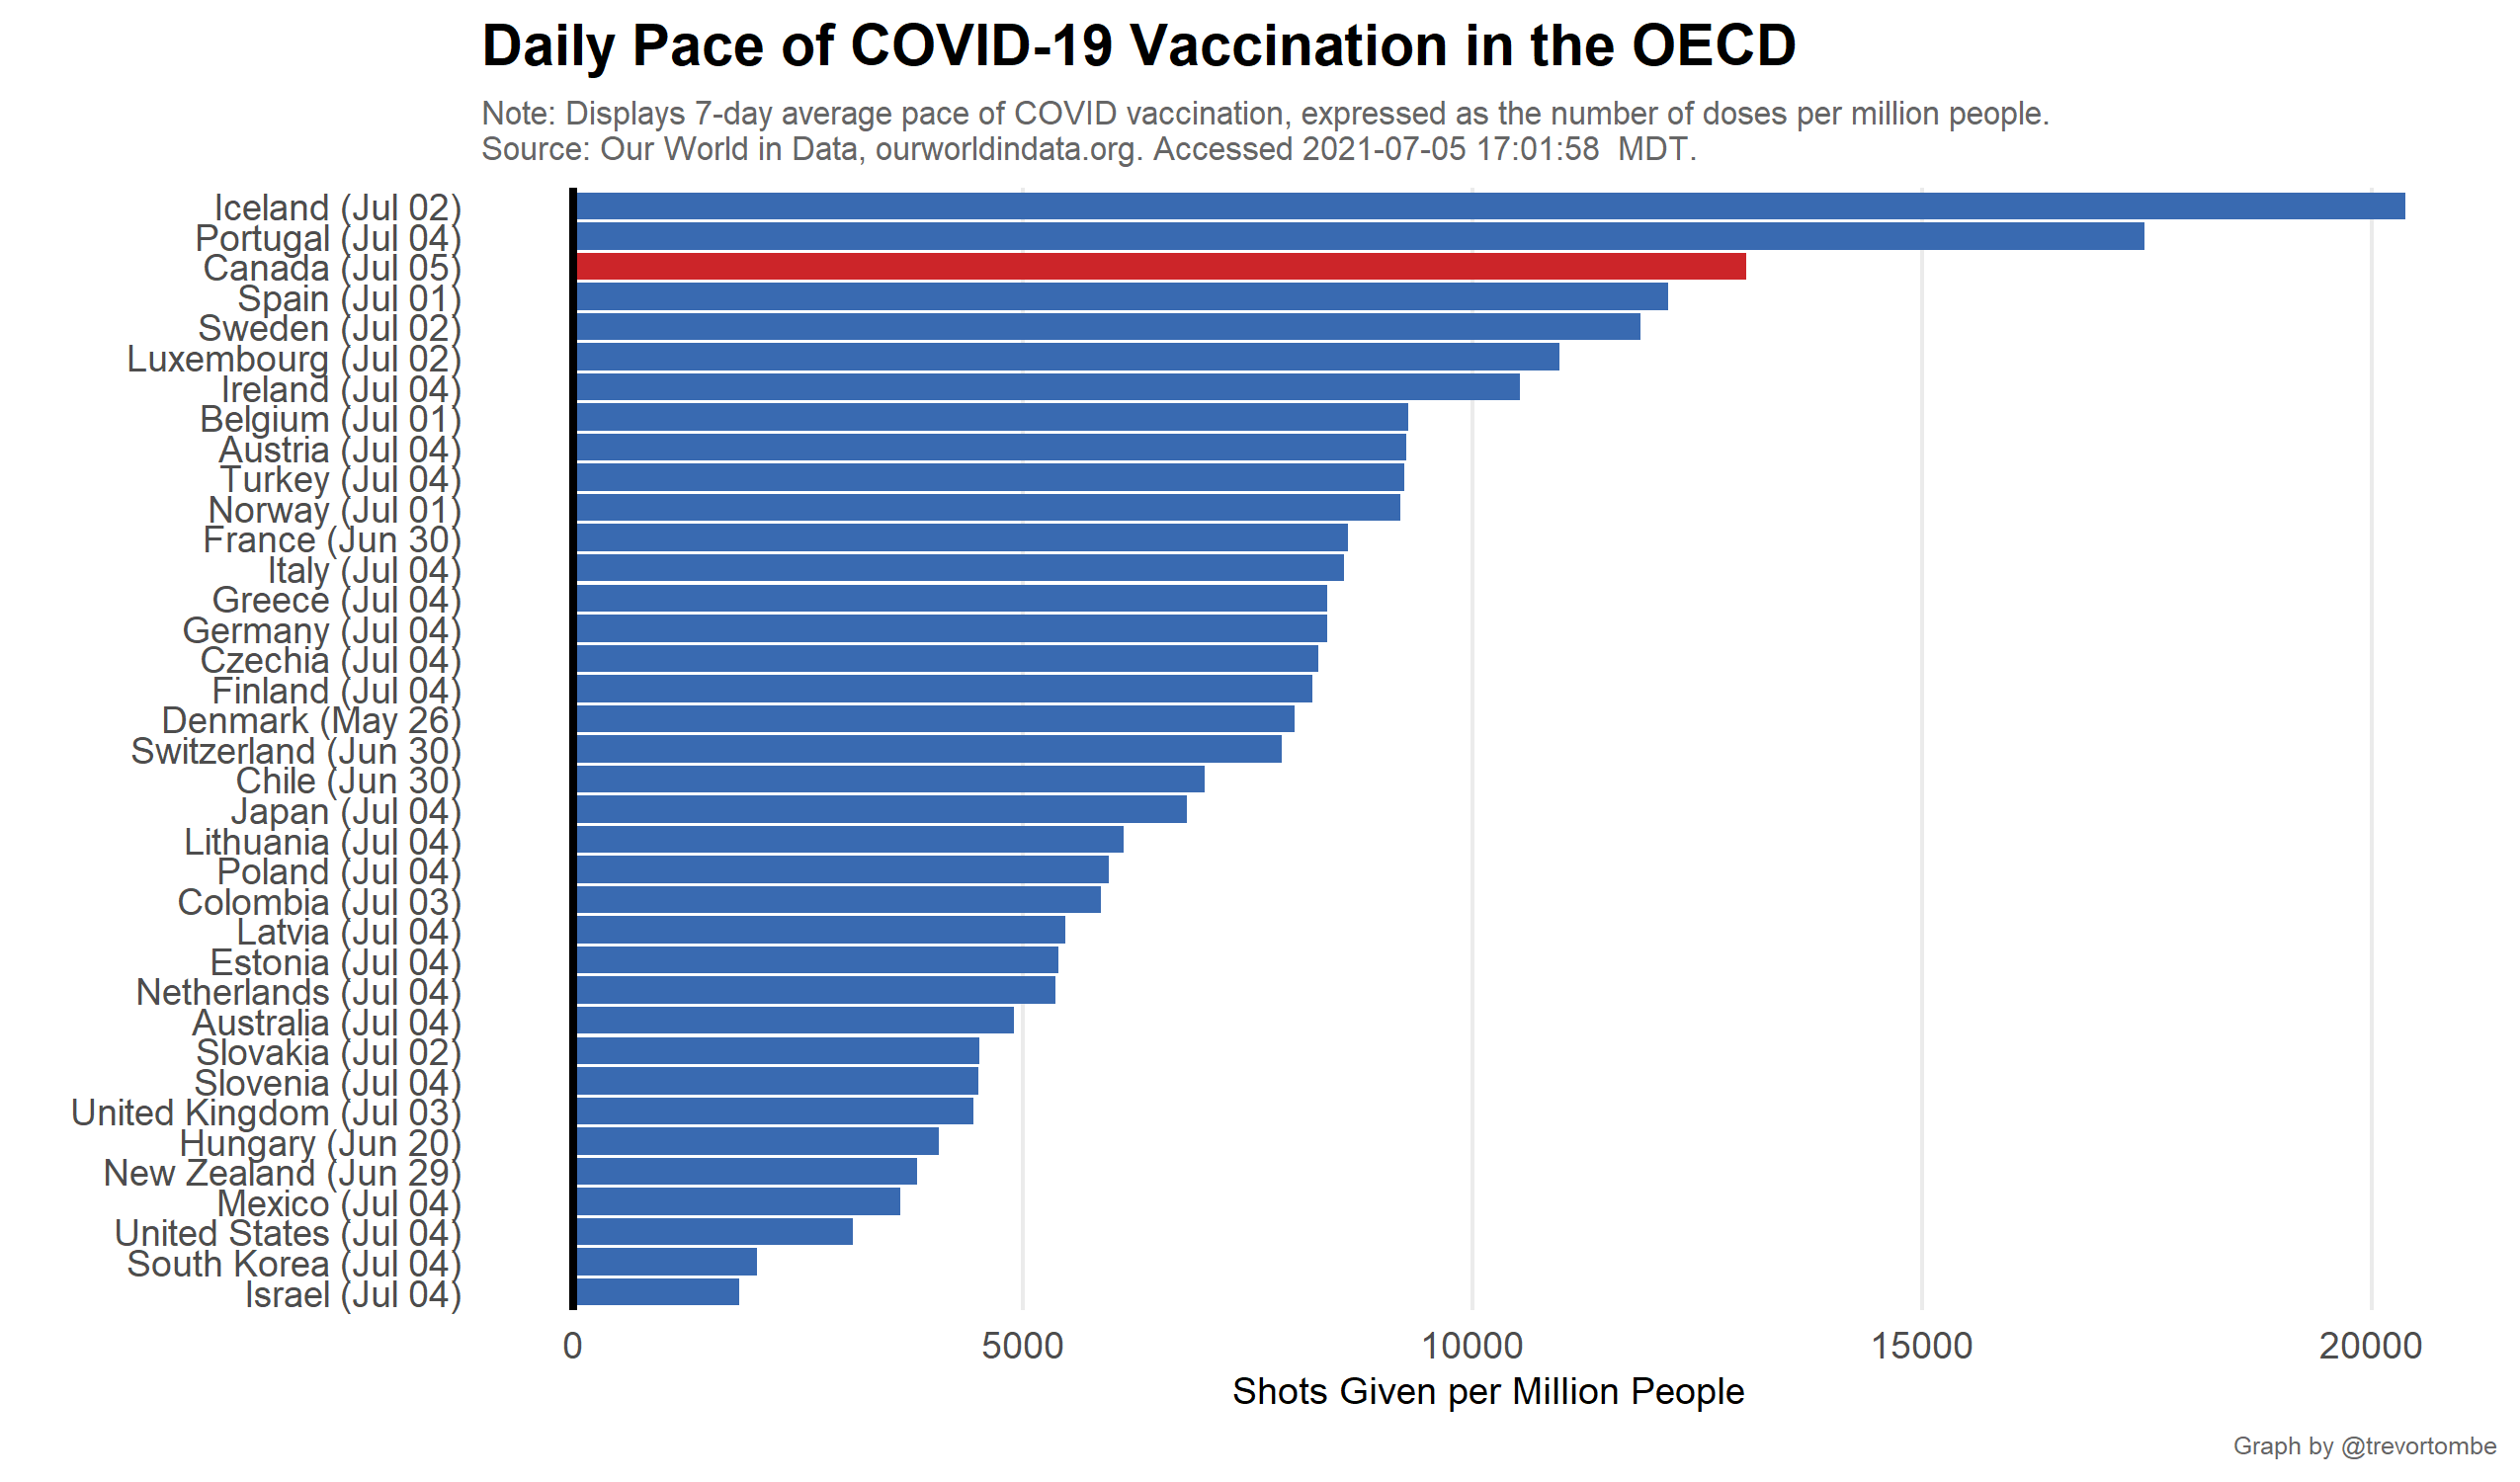 Daily Pace of COVID-19 Vaccination in the OECD
Note: Displays 7-day average pace of COVID vaccination, expressed as the number of doses per million people.
Source: Our World in Data, ourworldindata.org. Accessed 2021-07-05 17:01:58  MDT.
Iceland (Jul 02)
Portugal (Jul 04)
Canada (Jul 05)
Spain (Jul 01)
Sweden (Jul 02)
Luxembourg (Jul 02)
Ireland (Jul 04)
Belgium (Jul 01)
Austria (Jul 04)
Turkey (Jul 04)
Norway (Jul 01)
France (Jun 30)
Italy (Jul 04)
Greece (Jul 04)
Germany (Jul 04)
Czechia (Jul 04)
Finland (Jul 04)
Denmark (May 26)
Switzerland (Jun 30)
Chile (Jun 30)
Japan (Jul 04)
Lithuania (Jul 04)
Poland (Jul 04)
Colombia (Jul 03)
Latvia (Jul 04)
Estonia (Jul 04)
Netherlands (Jul 04)
Australia (Jul 04)
Slovakia (Jul 02)
Slovenia (Jul 04)
United Kingdom (Jul 03)
Hungary (Jun 20)
New Zealand (Jun 29)
Mexico (Jul 04)
United States (Jul 04)
South Korea (Jul 04)
Israel (Jul 04)
0 5000 10000 15000 20000
Shots Given per Million People
Graph by @trevortombe